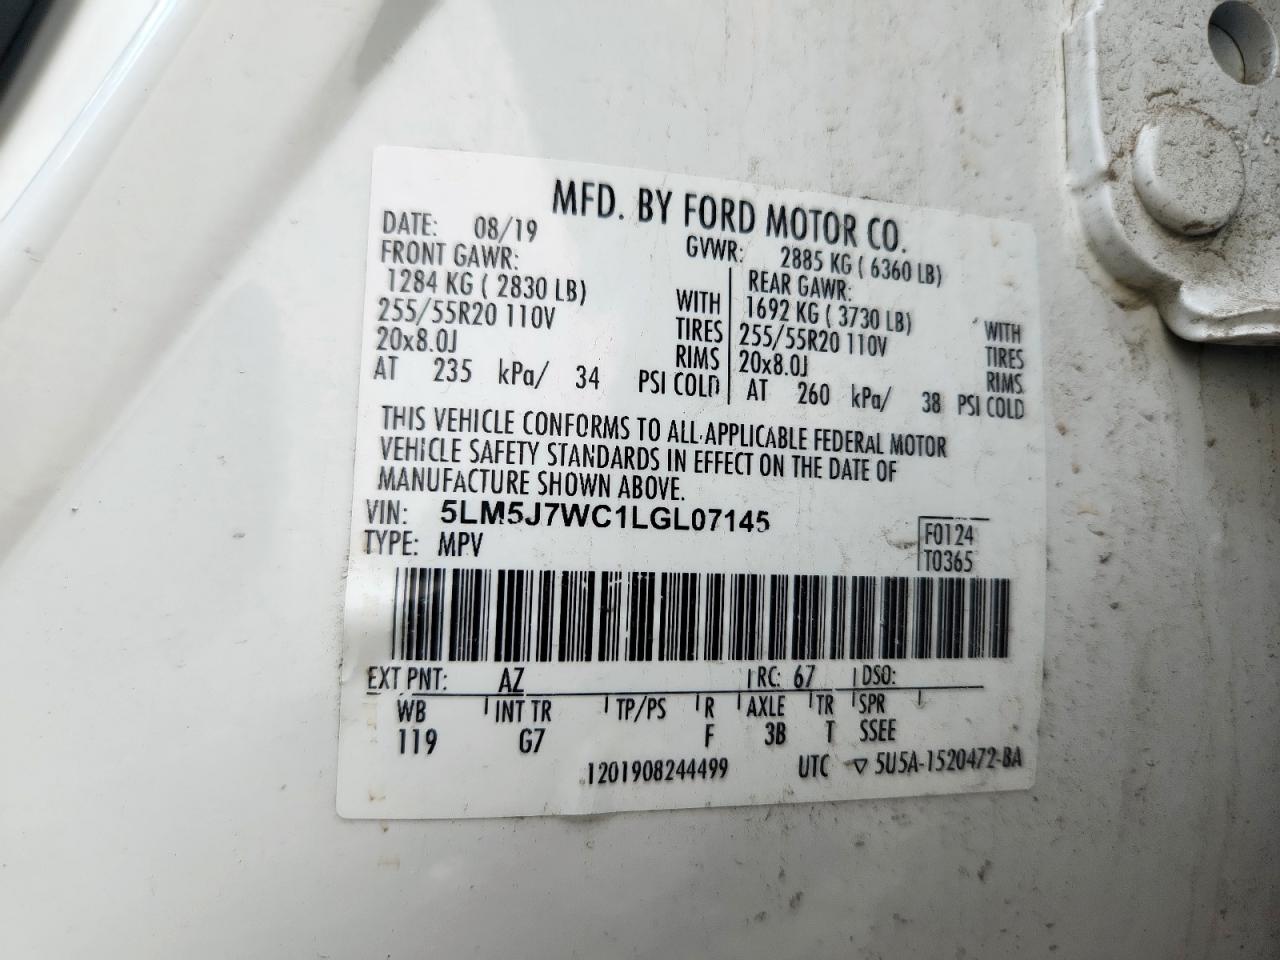 MFD. BY FORD MOTOR CO.
DATE: 08/19 GVWR: 2885 KG ( 6360 LB)
FRONT GAWR: REAR GAWR:
1284 KG ( 2830 LB) WITH 1692 KG ( 3730 LB) WITH
255/55R20 110V TIRES 255/55R20 110V TIRES
20x8.0J RIMS 20x8.0J RIMS
AT 235 kPa/ 34 PSI COLD AT 260 kPa/ 38 PSI COLD
THIS VEHICLE CONFORMS TO ALL APPLICABLE FEDERAL MOTOR
VEHICLE SAFETY STANDARDS IN EFFECT ON THE DATE OF
MANUFACTURE SHOWN ABOVE.
VIN: 5LM5J7WC1LGL07145
TYPE: MPV
F0124
T0365
EXT PNT: AZ RC: 67 DSO:
WB INT TR TP/PS R AXLE TR SPR
119 G7 F 3B T SSEE
1201908244499 UTC ▽ 5U5A-1520472-BA